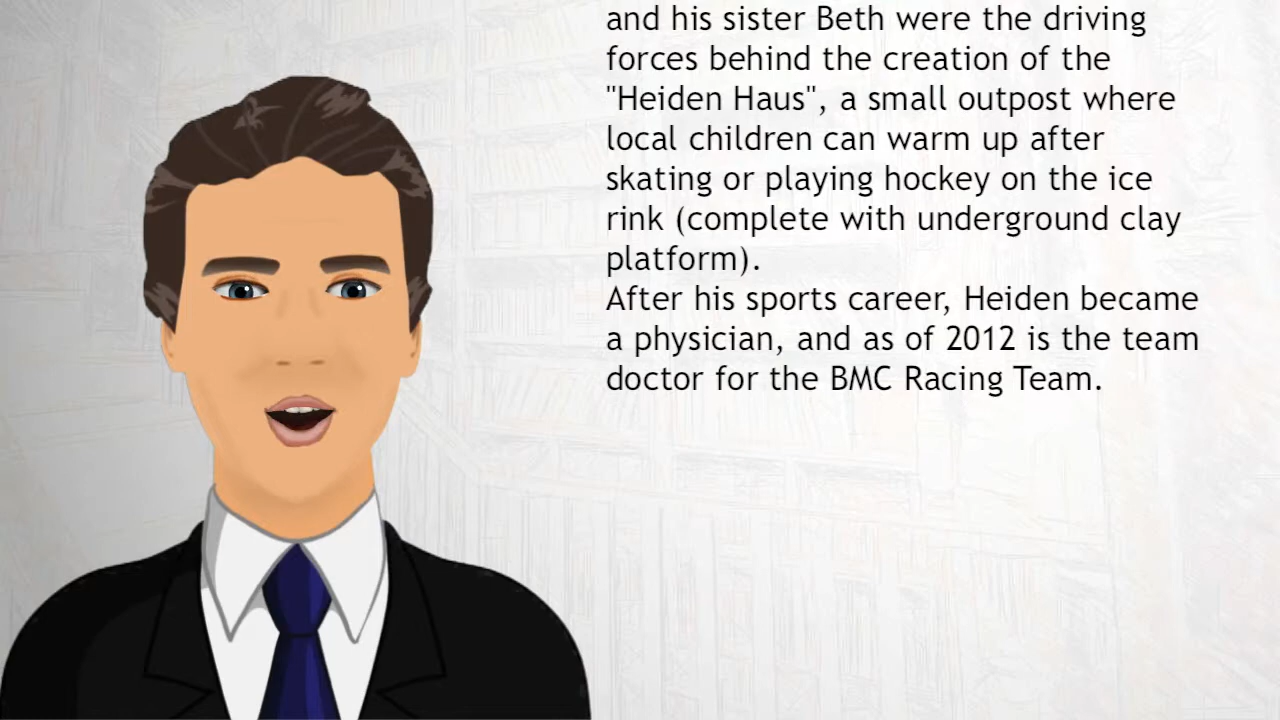 and his sister Beth were the driving
forces behind the creation of the
"Heiden Haus", a small outpost where
local children can warm up after
skating or playing hockey on the ice
rink (complete with underground clay
platform).
After his sports career, Heiden became
a physician, and as of 2012 is the team
doctor for the BMC Racing Team.